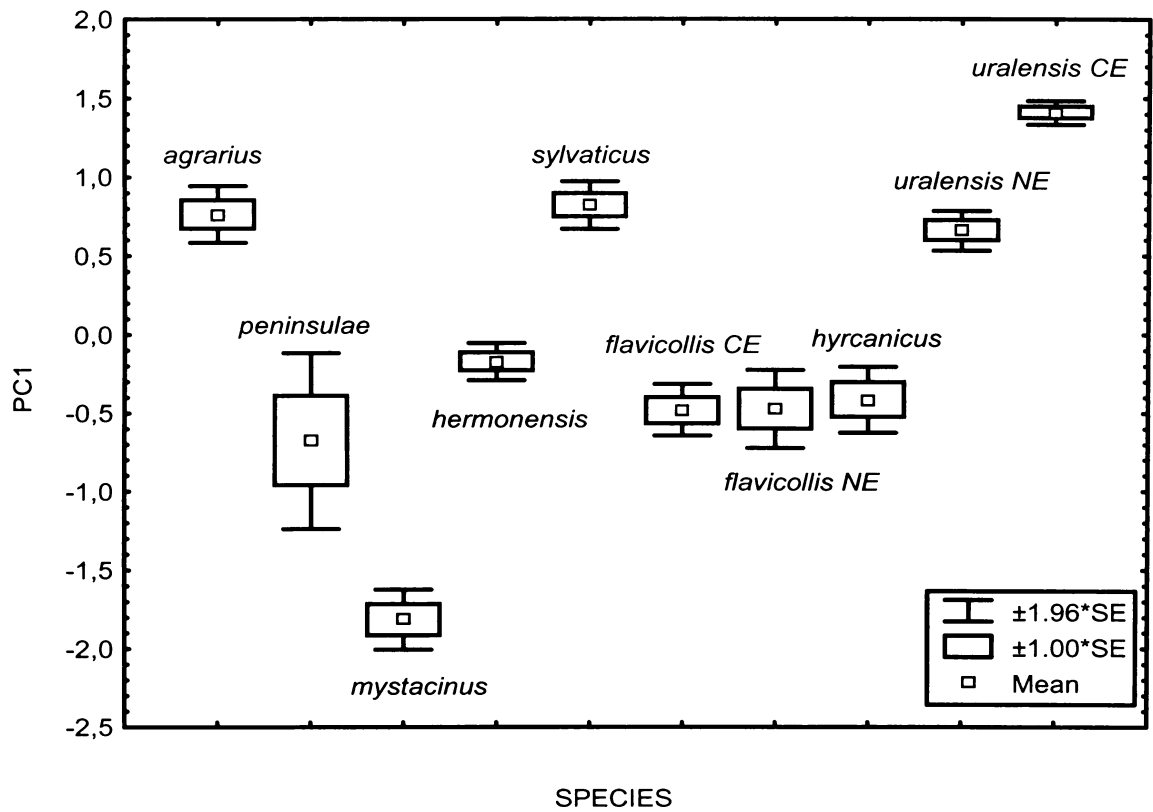 2,0
1,5
1,0
0,5
0,0
-0,5
-1,0
-1,5
-2,0
-2,5
PC1
uralensis CE
agrarius
sylvaticus
uralensis NE
peninsulae
flavicollis CE
hyrcanicus
hermonensis
flavicollis NE
mystacinus
±1.96*SE
±1.00*SE
Mean
SPECIES